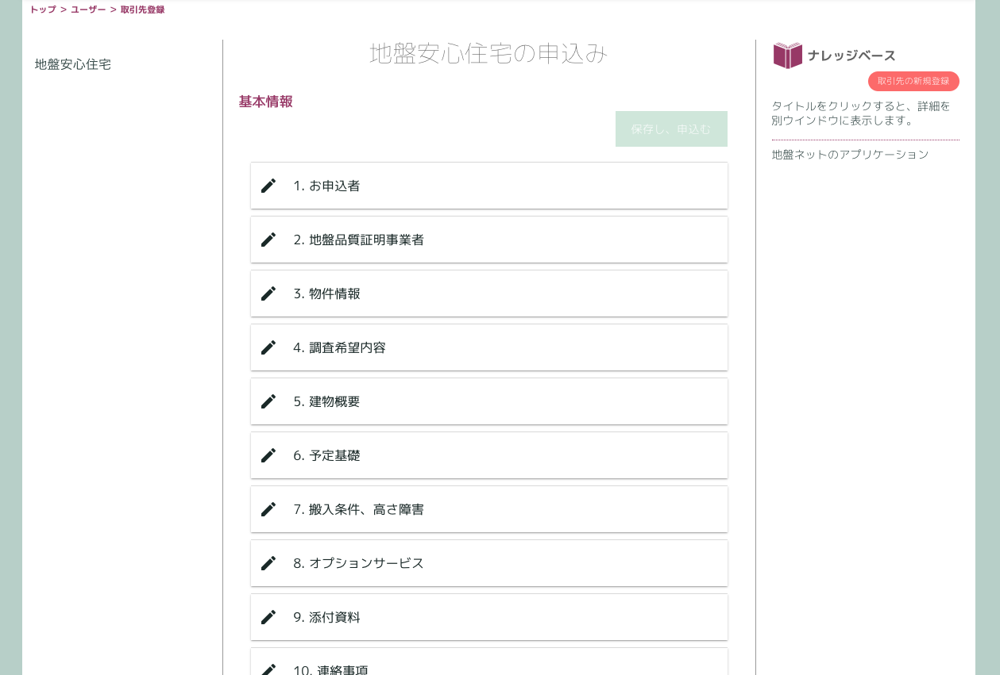 トップ > ユーザー > 取引先登録
地盤安心住宅
地盤安心住宅の申込み
基本情報
保存し、申込む
1. お申込者
2. 地盤品質証明事業者
3. 物件情報
4. 調査希望内容
5. 建物概要
6. 予定基礎
7. 搬入条件、高さ障害
8. オプションサービス
9. 添付資料
10. 連絡事項
ナレッジベース
取引先の新規登録
タイトルをクリックすると、詳細を
別ウインドウに表示します。
地盤ネットのアプリケーション